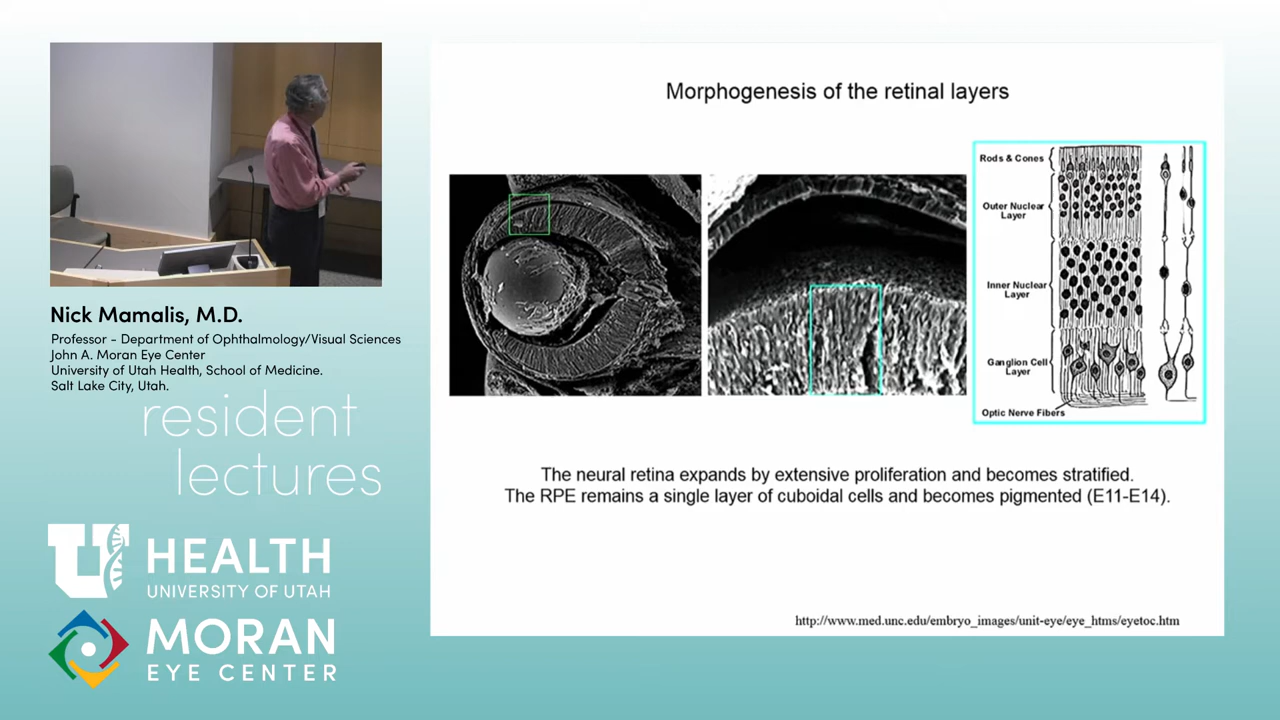 Nick Mamalis, M.D.
Professor - Department of Ophthalmology/Visual Sciences
John A. Moran Eye Center
University of Utah Health, School of Medicine.
Salt Lake City, Utah.
resident
lectures
U HEALTH
UNIVERSITY OF UTAH
MORAN
EYE CENTER
Morphogenesis of the retinal layers
Rods & Cones
Outer Nuclear
Layer
Inner Nuclear
Layer
Ganglion Cell
Layer
Optic Nerve Fibers
The neural retina expands by extensive proliferation and becomes stratified.
The RPE remains a single layer of cuboidal cells and becomes pigmented (E11-E14).
http://www.med.unc.edu/embryo_images/unit-eye/eye_htms/eyetoc.htm